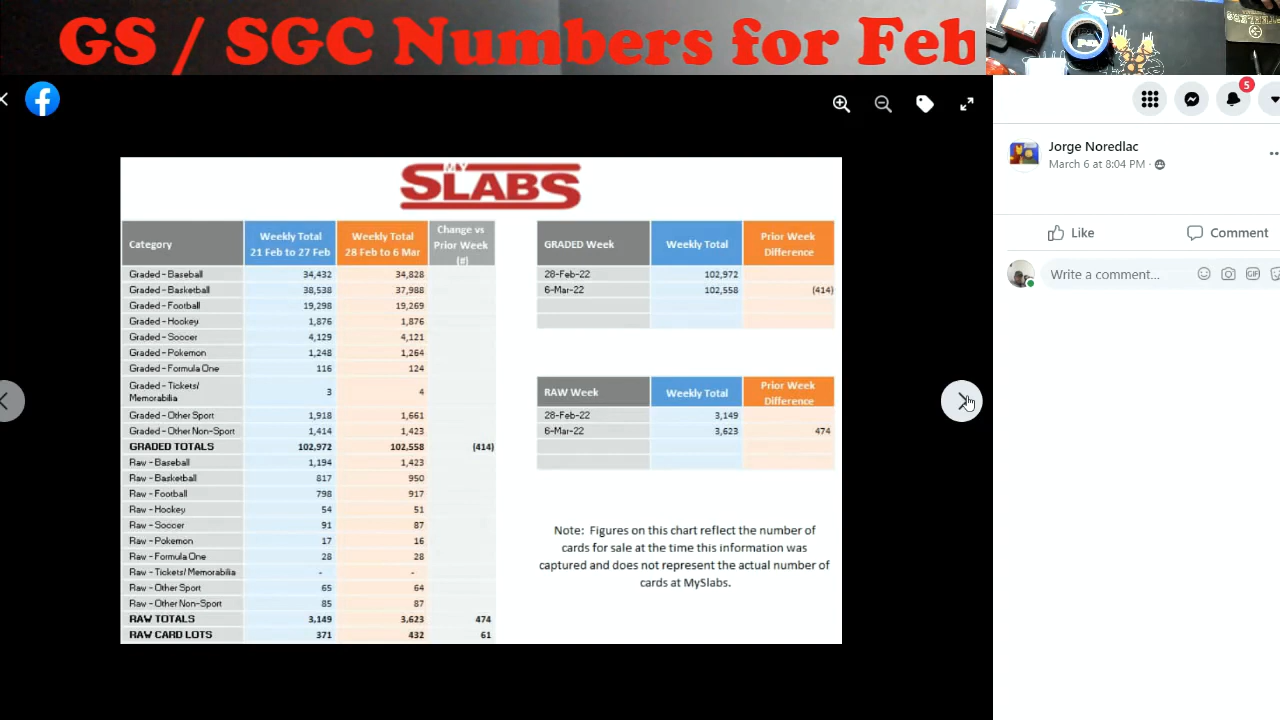 GS / SGC Numbers for Feb
5
Jorge Noredlac
March 6 at 8:04 PM
Like Comment
Write a comment...
GIF
MY
SLABS
Category Weekly Total 21 Feb to 27 Feb Weekly Total 28 Feb to 6 Mar Change vs Prior Week (#)
Graded - Baseball 34,432 34,828
Graded - Basketball 38,538 37,988
Graded - Football 19,298 19,269
Graded - Hockey 1,876 1,876
Graded - Soccer 4,129 4,121
Graded - Pokemon 1,248 1,264
Graded - Formula One 116 124
Graded - Tickets/ Memorabilia 3 4
Graded - Other Sport 1,918 1,661
Graded - Other Non-Sport 1,414 1,423
GRADED TOTALS 102,972 102,558 (414)
Raw - Baseball 1,194 1,423
Raw - Basketball 817 950
Raw - Football 798 917
Raw - Hockey 54 51
Raw - Soccer 91 87
Raw - Pokemon 17 16
Raw - Formula One 28 28
Raw - Tickets/ Memorabilia - -
Raw - Other Sport 65 64
Raw - Other Non-Sport 85 87
RAW TOTALS 3,149 3,623 474
RAW CARD LOTS 371 432 61
GRADED Week Weekly Total Prior Week Difference
28-Feb-22 102,972
6-Mar-22 102,558 (414)
RAW Week Weekly Total Prior Week Difference
28-Feb-22 3,149
6-Mar-22 3,623 474
Note: Figures on this chart reflect the number of
cards for sale at the time this information was
captured and does not represent the actual number of
cards at MySlabs.